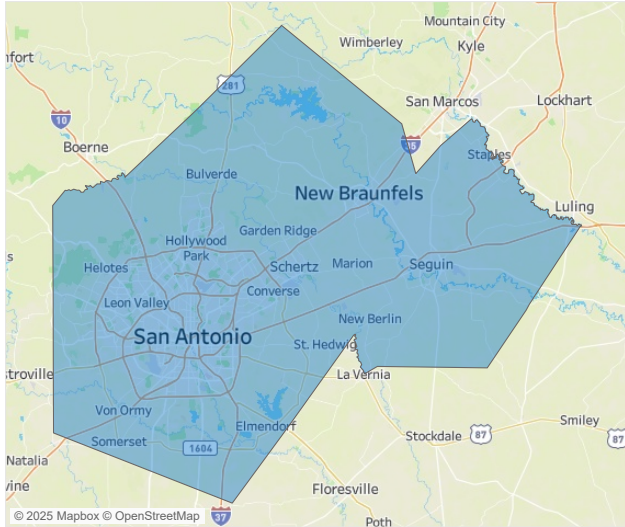 Mountain City
Wimberley
Kyle
nfort
281
San Marcos
Lockhart
10
35
Boerne
Staples
Bulverde
New Braunfels
Luling
Garden Ridge
Hollywood
Park
Helotes
Schertz
Marion
Seguin
s
Converse
Leon Valley
New Berlin
San Antonio
St. Hedwig
stroville
La Vernia
Von Ormy
Elmendorf
Smiley
Somerset
1604
Stockdale
87
87
Natalia
vine
Floresville
© 2025 Mapbox © OpenStreetMap
37
Poth